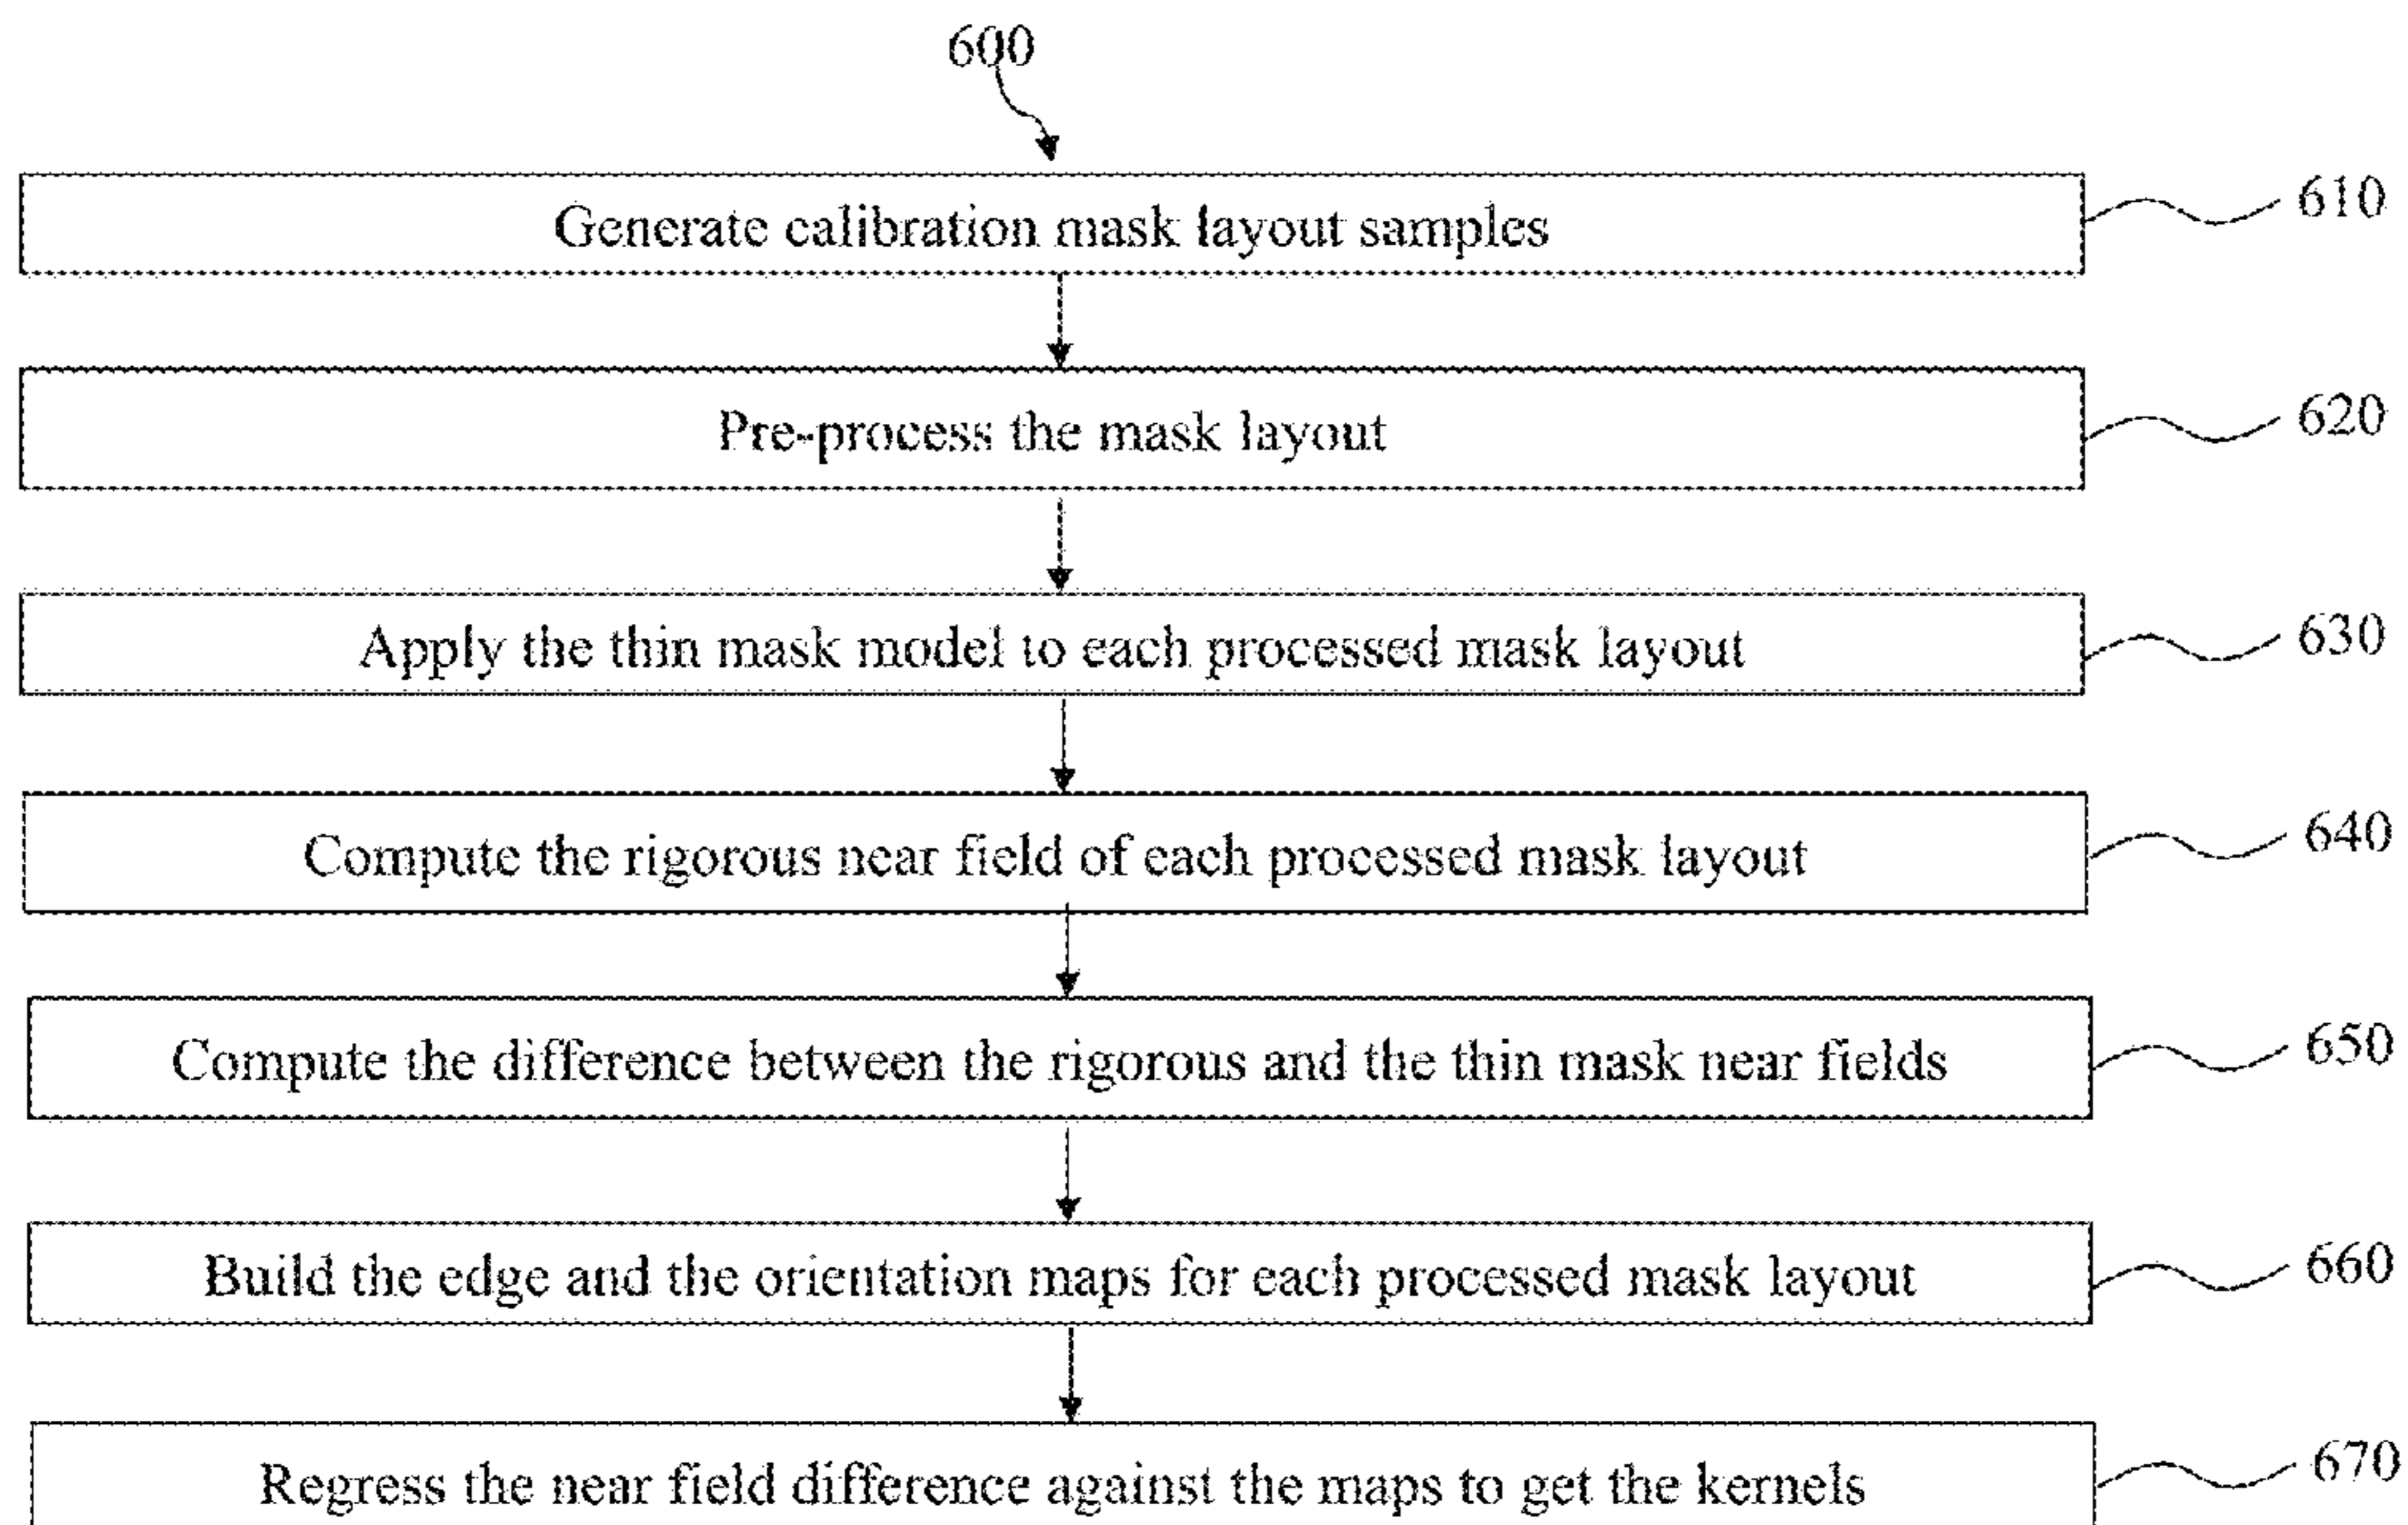 600
Generate calibration mask layout samples
610
Pre-process the mask layout
620
Apply the thin mask model to each processed mask layout
630
Compute the rigorous near field of each processed mask layout
640
Compute the difference between the rigorous and the thin mask near fields
650
Build the edge and the orientation maps for each processed mask layout
660
Regress the near field difference against the maps to get the kernels
670